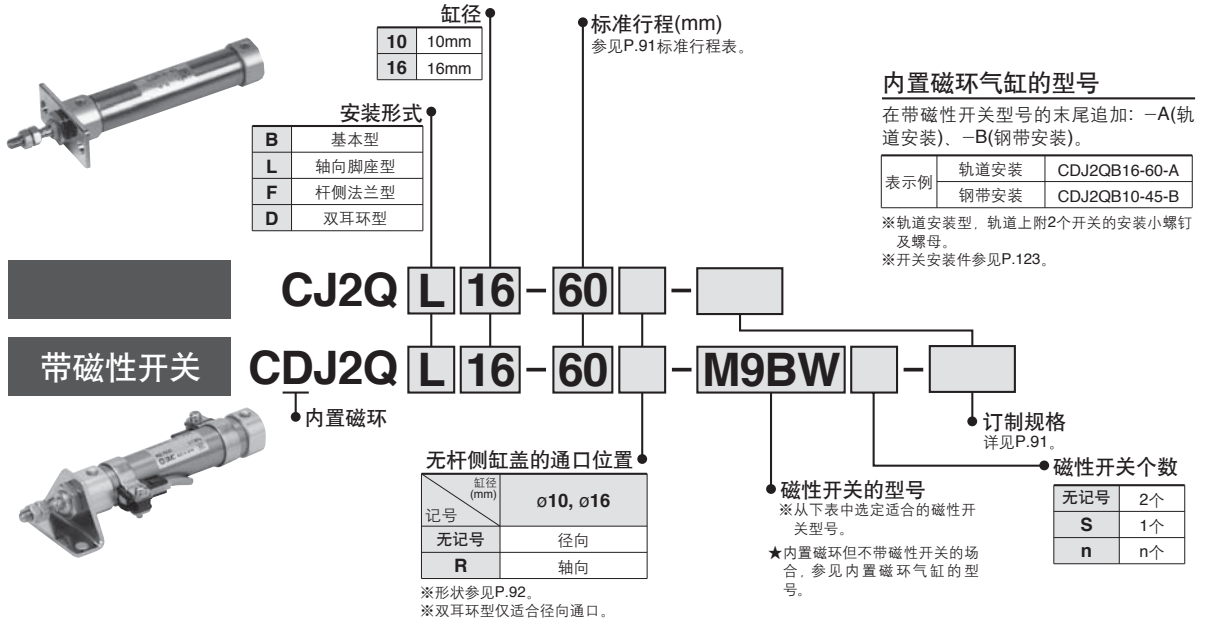 缸径
10 10mm
16 16mm
标准行程(mm)
参见P.91标准行程表。
安装形式
B 基本型
L 轴向脚座型
F 杆侧法兰型
D 双耳环型
内置磁环气缸的型号
在带磁性开关型号的末尾追加：-A(轨
道安装)、-B(钢带安装)。
表示例 轨道安装 CDJ2QB16-60-A
钢带安装 CDJ2QB10-45-B
※轨道安装型，轨道上附2个开关的安装小螺钉
及螺母。
※开关安装件参见P.123。
CJ2Q L 16 - 60 -
带磁性开关 CDJ2Q L 16 - 60 - M9BW -
内置磁环
无杆侧缸盖的通口位置
缸径
(mm)
记号
ø10, ø16
无记号 径向
R 轴向
※形状参见P.92。
※双耳环型仅适合径向通口。
磁性开关的型号
※从下表中选定适合的磁性开
关型号。
★内置磁环但不带磁性开关的场
合，参见内置磁环气缸的型
号。
订制规格
详见P.91。
磁性开关个数
无记号 2个
S 1个
n n个